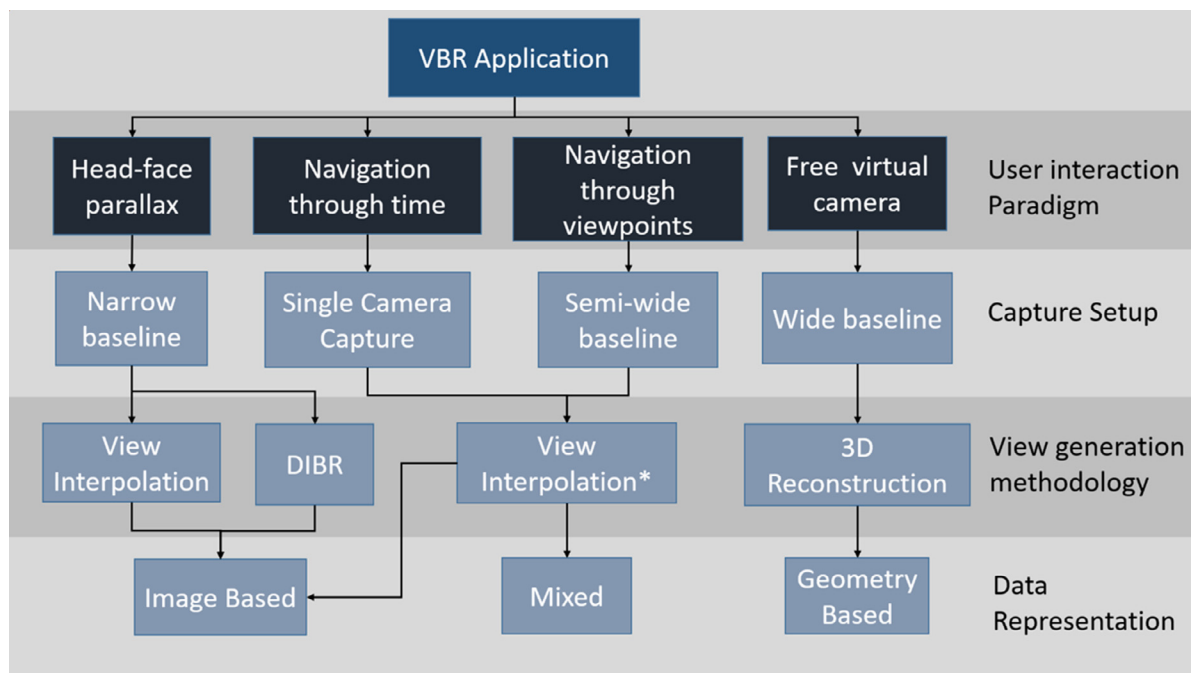 VBR Application
Head-face
parallax
Navigation
through time
Navigation
through
viewpoints
Free virtual
camera
User interaction
Paradigm
Narrow
baseline
Single Camera
Capture
Semi-wide
baseline
Wide baseline
Capture Setup
View
Interpolation
DIBR
View
Interpolation*
3D
Reconstruction
View generation
methodology
Image Based
Mixed
Geometry
Based
Data
Representation